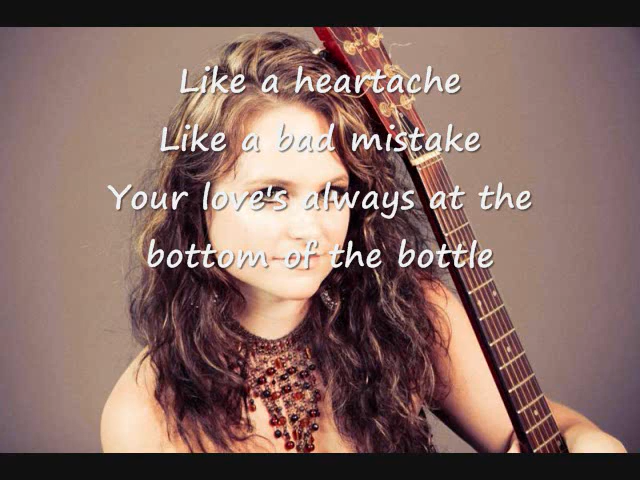 Like a heartache
Like a bad mistake
Your love's always at the
bottom of the bottle